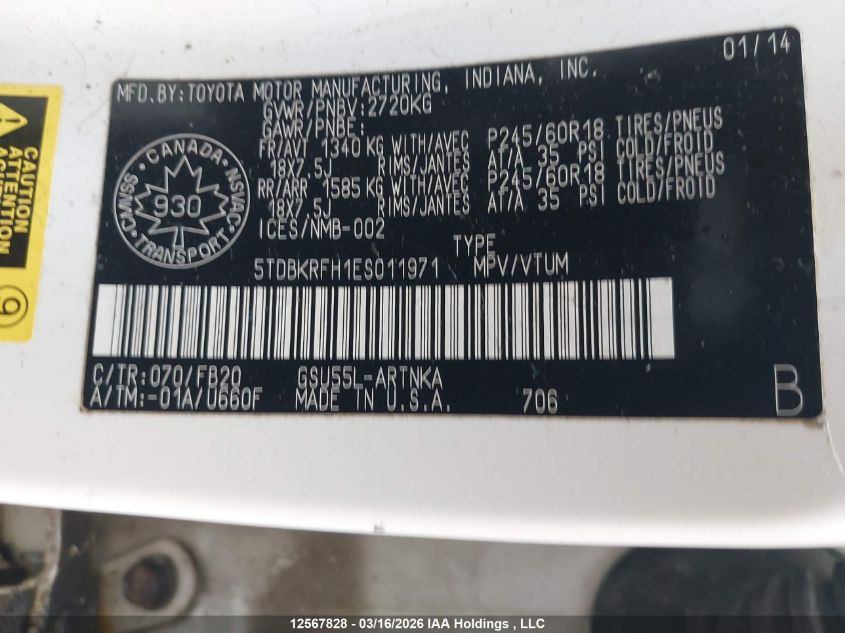 01/14
MFD.BY:TOYOTA MOTOR MANUFACTURING, INDIANA, INC.
GVWR/PNBV:2720KG
GAWR/PNBE:
FR/AVT 1340 KG WITH/AVEC P245/60R18 TIRES/PNEUS
18X7.5J RIMS/JANTES AT/A 35 PSI COLD/FROID
RR/ARR 1585 KG WITH/AVEC P245/60R18 TIRES/PNEUS
18X7.5J RIMS/JANTES AT/A 35 PSI COLD/FROID
ICES/NMB-002
TYPE
5TDBKRFH1ES011971 MPV/VTUM
C/TR:070/FB20 GSU55L-ARTNKA
A/TM:-01A/U660F MADE IN U.S.A. 706
B
CANADA
CMVSS NSVAC
930
TRANSPORT
CAUTION
ATTENTION
9
12567828 - 03/16/2026 IAA Holdings , LLC